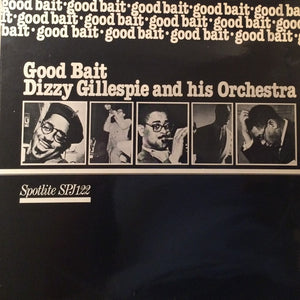 good bait·good bait·good bait·good bait·
it·good bait·good bait·good bait·good bait·g
good bait·good bait·good bait·good bait·
Good Bait
Dizzy Gillespie and his Orchestra
Spotlite SPJ122